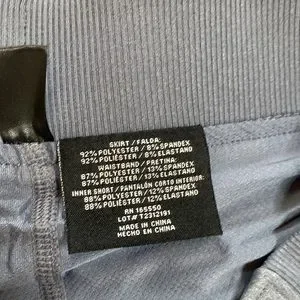 SKIRT / FALDA:
92% POLYESTER / 8% SPANDEX
92% POLIÉSTER / 8% ELASTANO
WAISTBAND / PRETINA:
87% POLYESTER / 13% SPANDEX
87% POLIÉSTER / 13% ELASTANO
INNER SHORT / PANTALÓN CORTO INTERIOR:
88% POLYESTER / 12% SPANDEX
88% POLIÉSTER / 12% ELASTANO
RN 165550
LOT# T2312191
MADE IN CHINA
HECHO EN CHINA